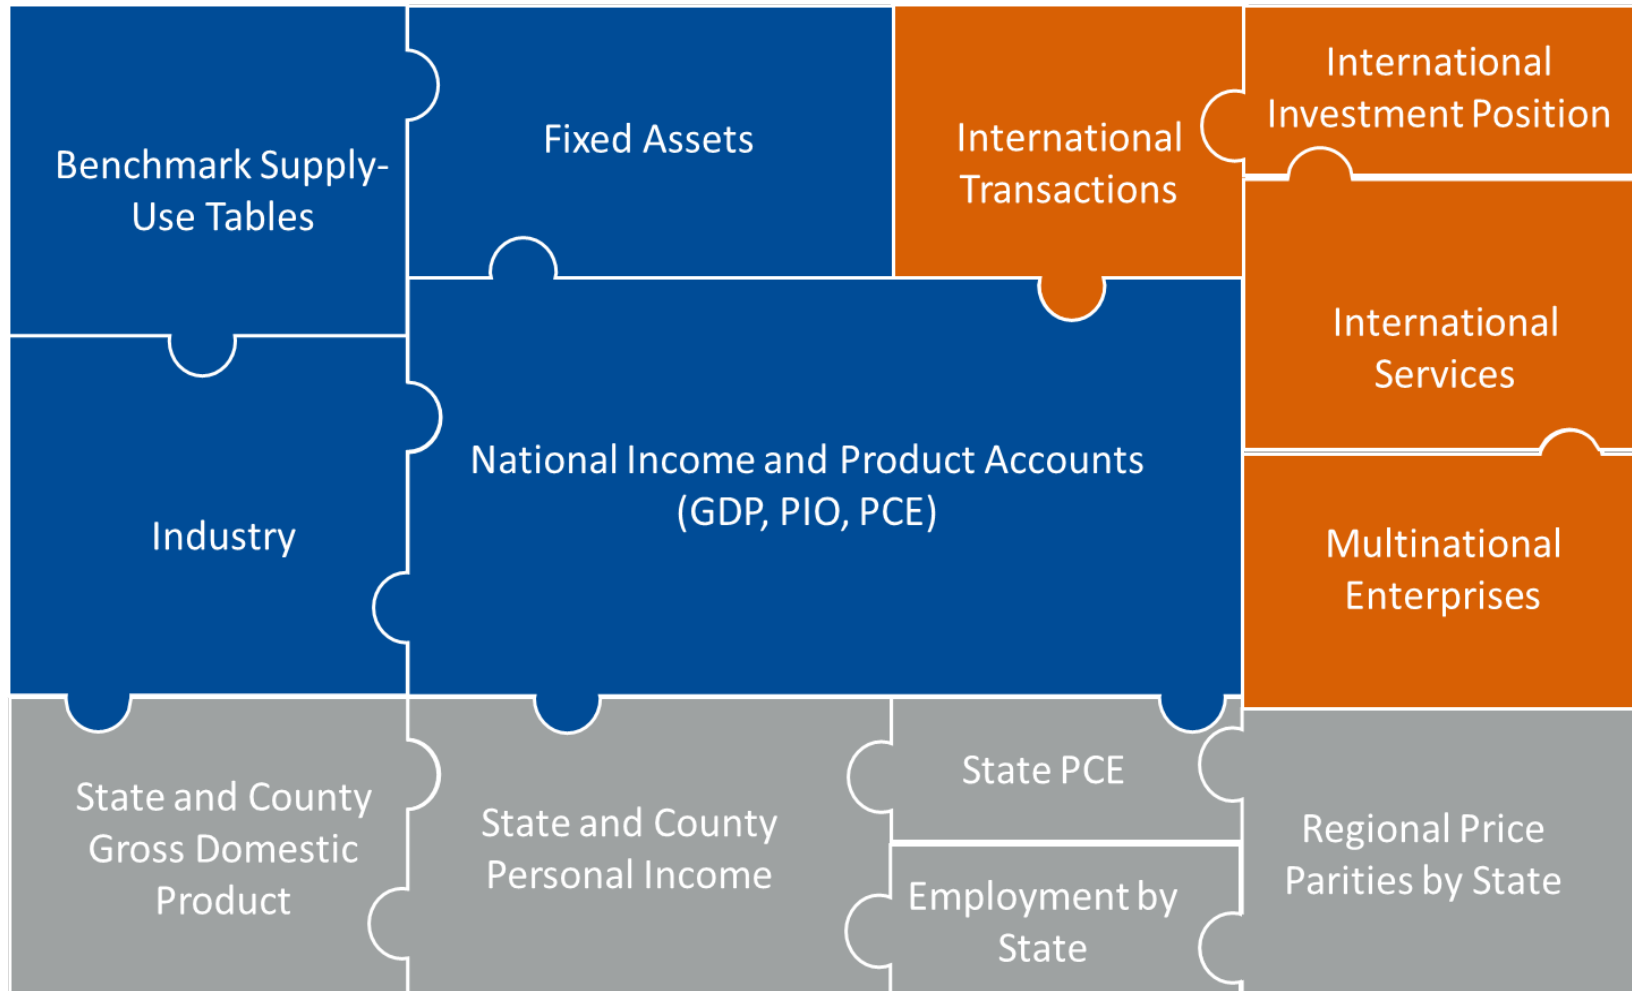 Benchmark Supply-
Use Tables
Fixed Assets
International
Transactions
International
Investment Position
International
Services
Industry
National Income and Product Accounts
(GDP, PIO, PCE)
Multinational
Enterprises
State and County
Gross Domestic
Product
State and County
Personal Income
State PCE
Employment by
State
Regional Price
Parities by State